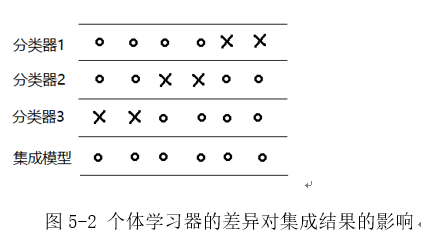 分类器1 o o o o × ×
分类器2 o o × × o o
分类器3 × × o o o o
集成模型 o o o o o o
图5-2 个体学习器的差异对集成结果的影响